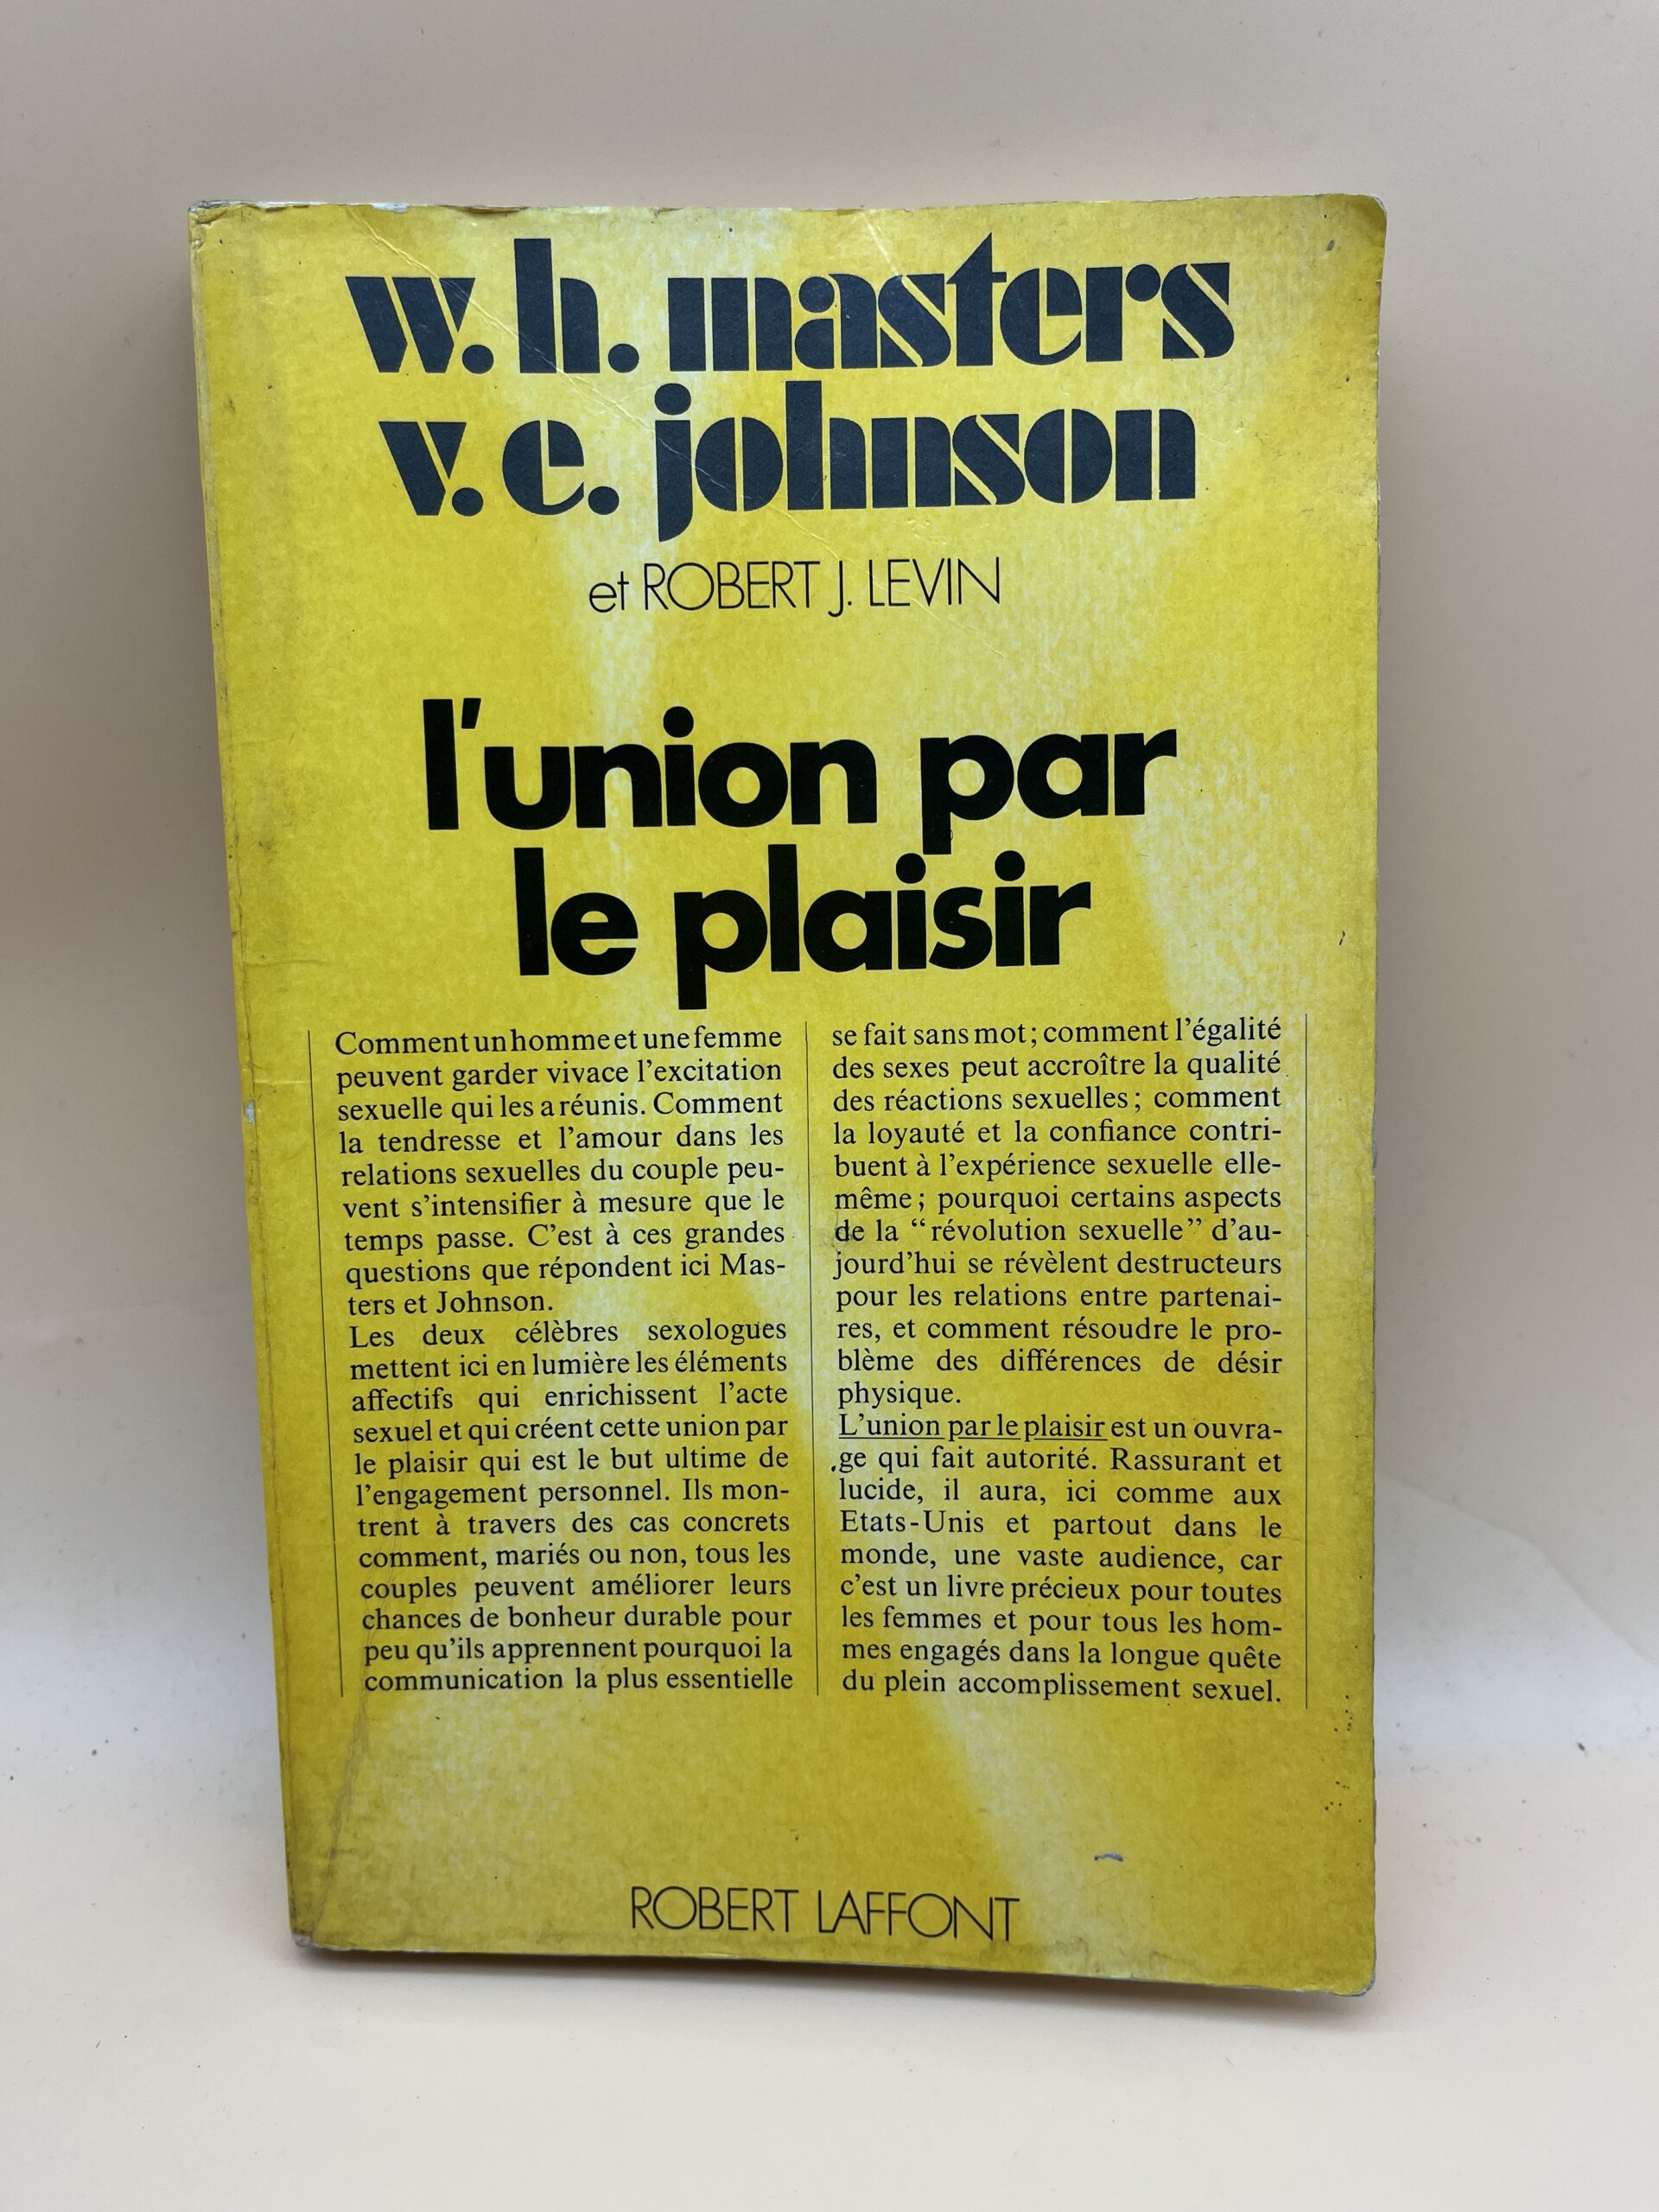 w. h. masters
v. e. johnson
et ROBERT J. LEVIN
l'union par
le plaisir
Comment un homme et une femme
peuvent garder vivace l'excitation
sexuelle qui les a réunis. Comment
la tendresse et l'amour dans les
relations sexuelles du couple peu-
vent s'intensifier à mesure que le
temps passe. C'est à ces grandes
questions que répondent ici Mas-
ters et Johnson.
Les deux célèbres sexologues
mettent ici en lumière les éléments
affectifs qui enrichissent l'acte
sexuel et qui créent cette union par
le plaisir qui est le but ultime de
l'engagement personnel. Ils mon-
trent à travers des cas concrets
comment, mariés ou non, tous les
couples peuvent améliorer leurs
chances de bonheur durable pour
peu qu'ils apprennent pourquoi la
communication la plus essentielle
se fait sans mot ; comment l'égalité
des sexes peut accroître la qualité
des réactions sexuelles ; comment
la loyauté et la confiance contri-
buent à l'expérience sexuelle elle-
même ; pourquoi certains aspects
de la “révolution sexuelle” d'au-
jourd'hui se révèlent destructeurs
pour les relations entre partenai-
res, et comment résoudre le pro-
blème des différences de désir
physique.
L'union par le plaisir est un ouvra-
ge qui fait autorité. Rassurant et
lucide, il aura, ici comme aux
Etats-Unis et partout dans le
monde, une vaste audience, car
c'est un livre précieux pour toutes
les femmes et pour tous les hom-
mes engagés dans la longue quête
du plein accomplissement sexuel.
ROBERT LAFFONT